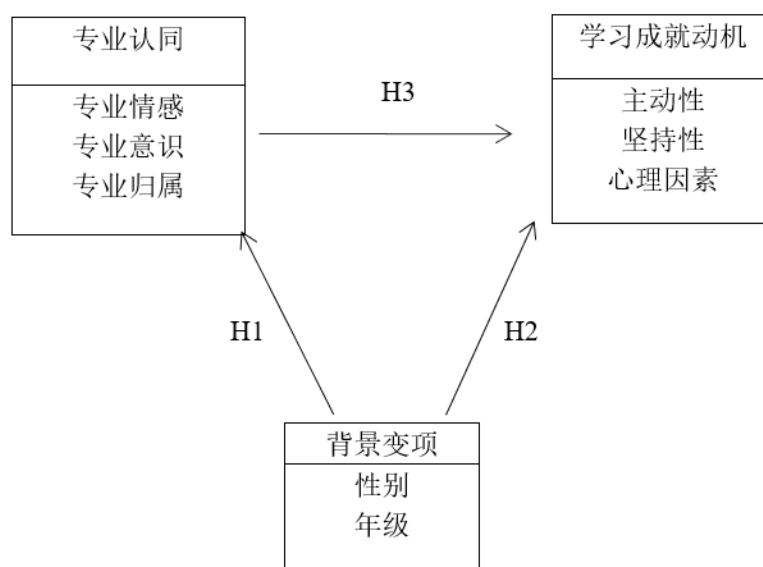 专业认同
专业情感
专业意识
专业归属
H3
学习成就动机
主动性
坚持性
心理因素
H1
H2
背景变项
性别
年级